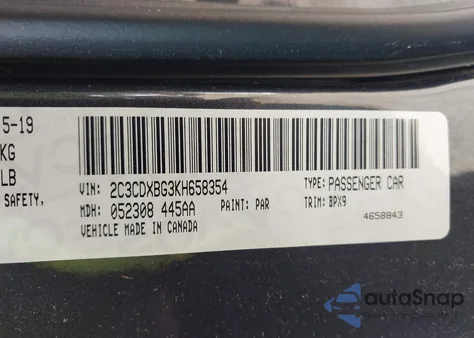 5-19
KG
LB
SAFETY,
VIN: 2C3CDXBG3KH658354
TYPE: PASSENGER CAR
MDH: 052308 445AA
PAINT: PAR
TRIM: BPX9
VEHICLE MADE IN CANADA
4658843
autoSnap